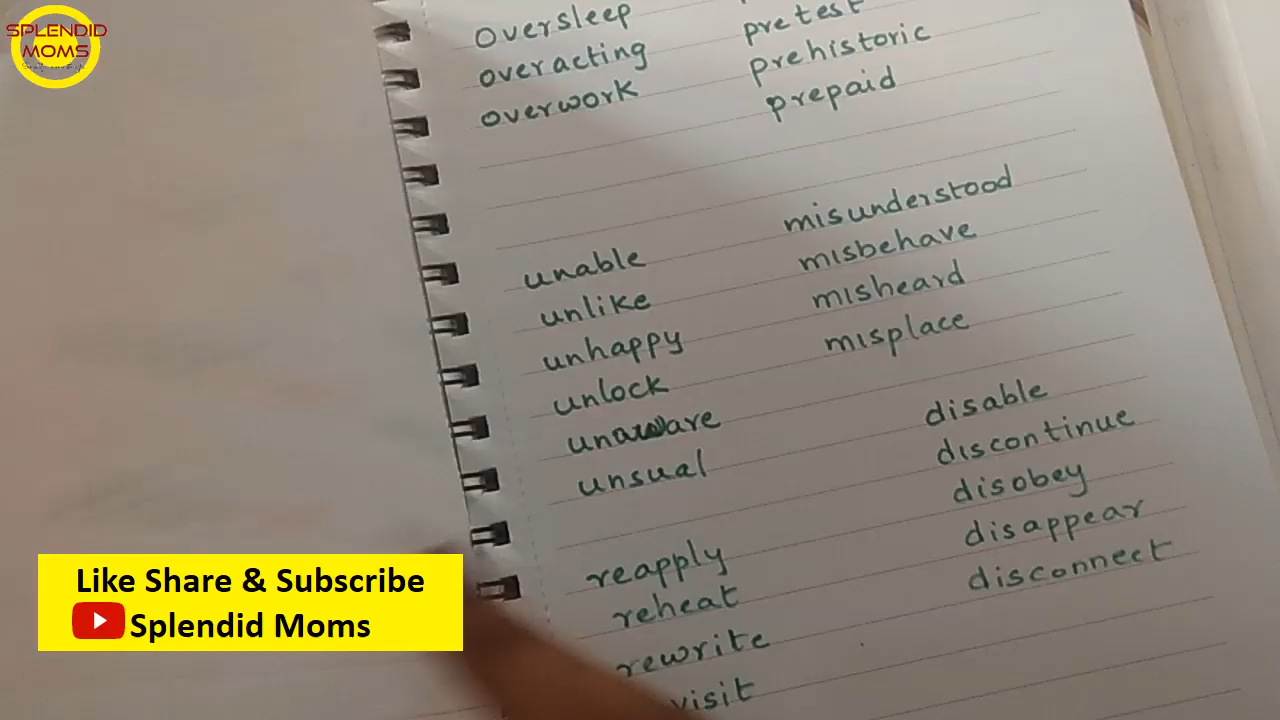 SPLENDID
MOMS
oversleep
overacting
overwork
pretest
prehistoric
prepaid
unable
unlike
unhappy
unlock
unaware
unsual
misunderstood
misbehave
misheard
misplace
reapply
reheat
rewrite
visit
disable
discontinue
disobey
disappear
disconnect
Like Share & Subscribe
Splendid Moms